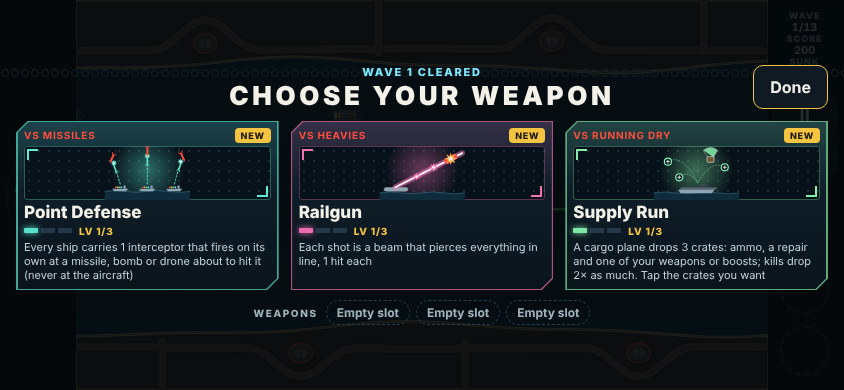 WAVE
1/13
SCORE
200
SUNK
WAVE 1 CLEARED
CHOOSE YOUR WEAPON
Done
VS MISSILES
NEW
Point Defense
LV 1/3
Every ship carries 1 interceptor that fires on its
own at a missile, bomb or drone about to hit it
(never at the aircraft)
VS HEAVIES
NEW
Railgun
LV 1/3
Each shot is a beam that pierces everything in
line, 1 hit each
VS RUNNING DRY
NEW
Supply Run
LV 1/3
A cargo plane drops 3 crates: ammo, a repair
and one of your weapons or boosts; kills drop
2× as much. Tap the crates you want
WEAPONS
Empty slot
Empty slot
Empty slot